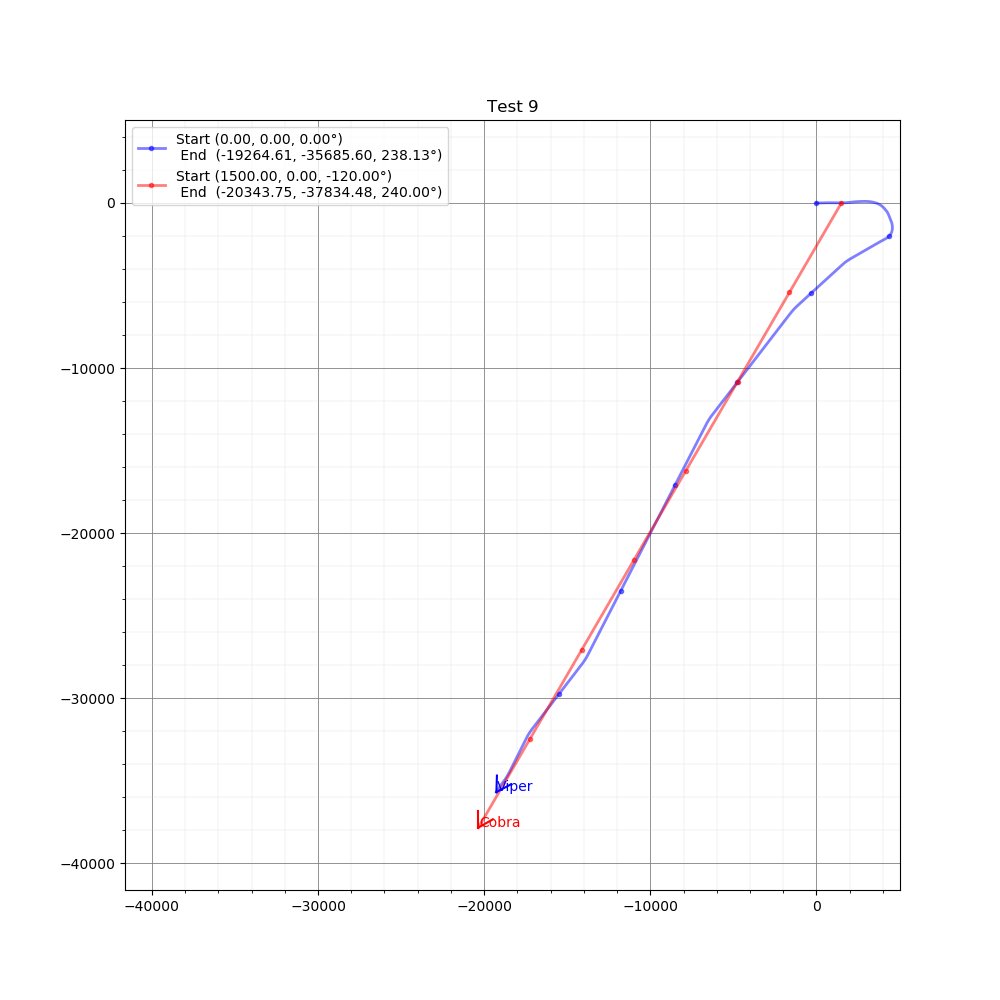 Test 9
Start (0.00, 0.00, 0.00°)
End  (-19264.61, -35685.60, 238.13°)
Start (1500.00, 0.00, -120.00°)
End  (-20343.75, -37834.48, 240.00°)
0
−10000
−20000
−30000
−40000
Viper
Cobra
−40000 −30000 −20000 −10000 0